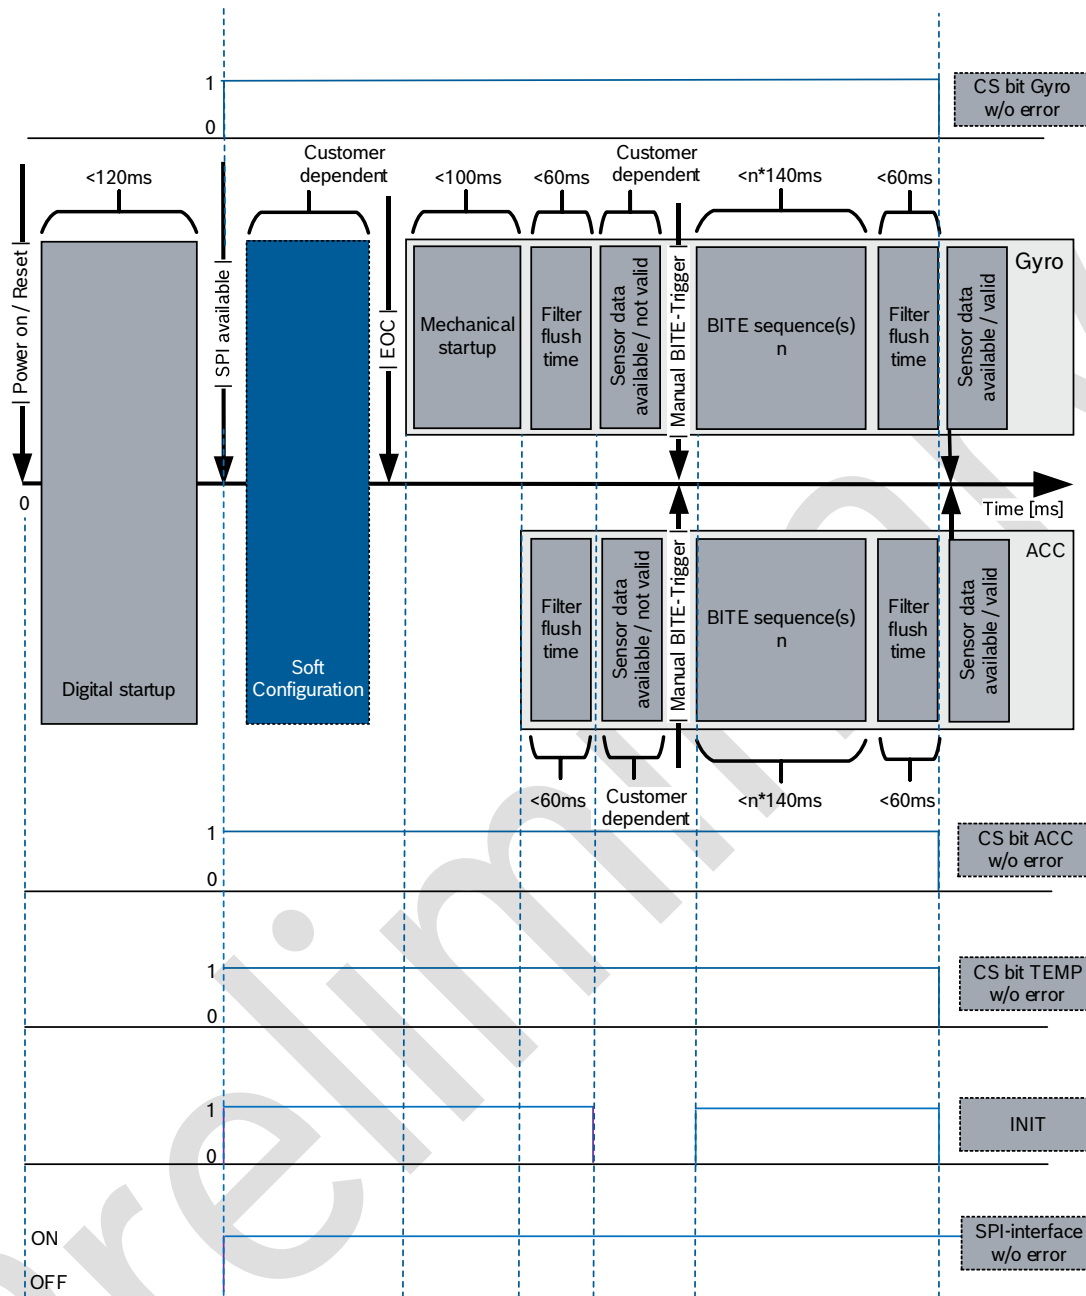 1
0
CS bit Gyro
w/o error
<120ms
Customer
dependent
<100ms
<60ms
Customer
dependent
<n*140ms
<60ms
| Power on / Reset |
| SPI available |
| EOC |
Gyro
Mechanical
startup
Filter
flush
time
Sensor data
available / not valid
| Manual BITE-Trigger |
BITE sequence(s)
n
Filter
flush
time
Sensor data
available / valid
0
Time [ms]
Digital startup
Soft
Configuration
ACC
Filter
flush
time
Sensor data
available / not valid
| Manual BITE-Trigger |
BITE sequence(s)
n
Filter
flush
time
Sensor data
available / valid
<60ms
Customer
dependent
<n*140ms
<60ms
1
0
CS bit ACC
w/o error
1
0
CS bit TEMP
w/o error
1
0
INIT
ON
OFF
SPI-interface
w/o error